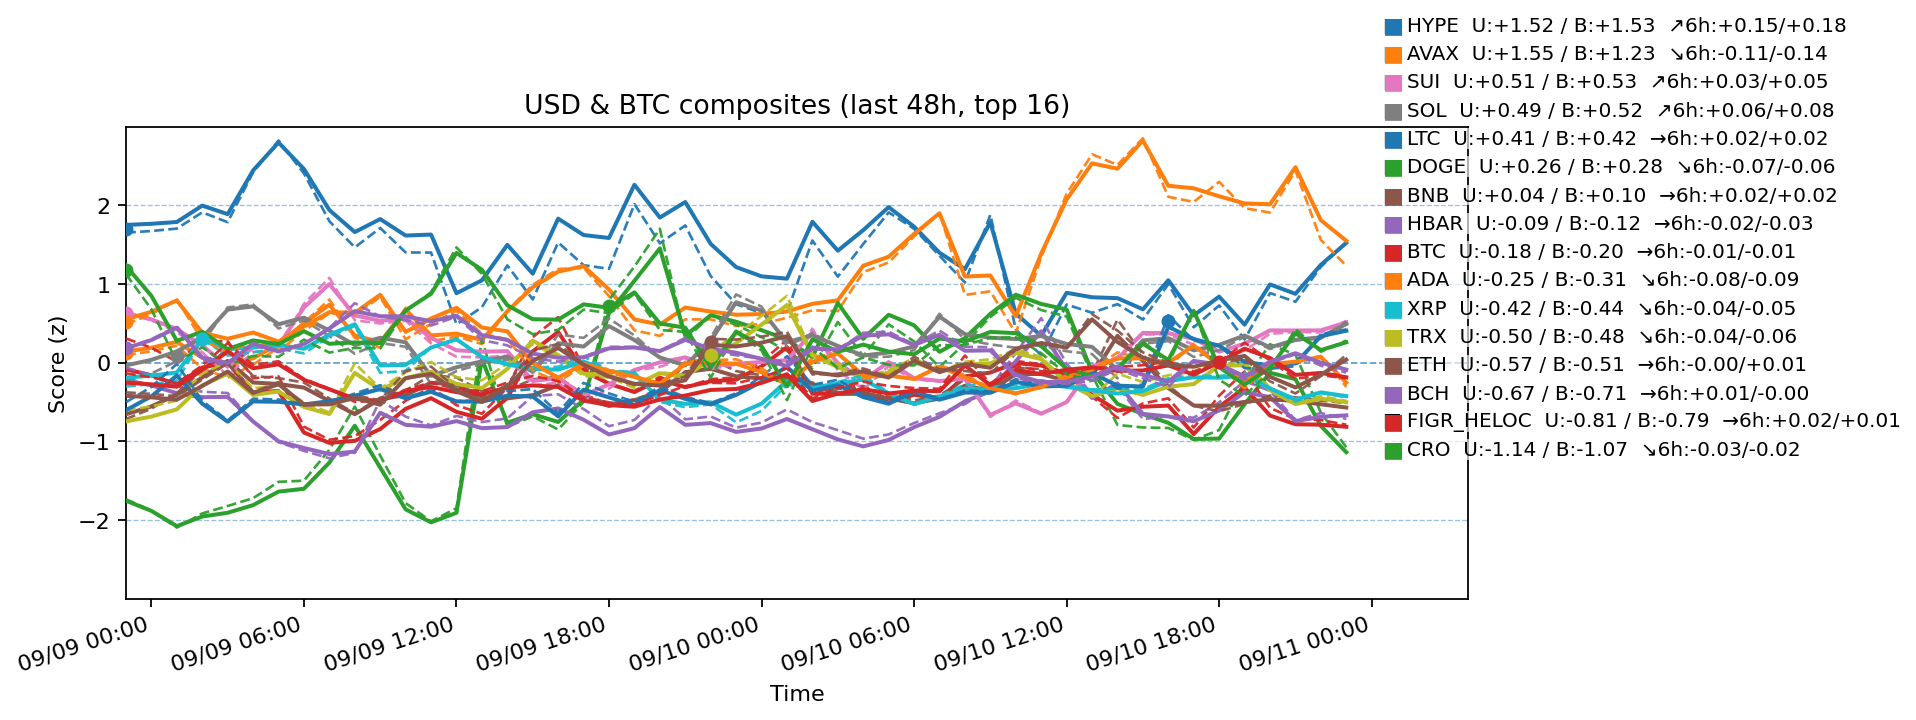 HYPE  U:+1.52 / B:+1.53  ↗6h:+0.15/+0.18
AVAX  U:+1.55 / B:+1.23  ↘6h:-0.11/-0.14
SUI  U:+0.51 / B:+0.53  ↗6h:+0.03/+0.05
SOL  U:+0.49 / B:+0.52  ↗6h:+0.06/+0.08
LTC  U:+0.41 / B:+0.42  →6h:+0.02/+0.02
DOGE  U:+0.26 / B:+0.28  ↘6h:-0.07/-0.06
BNB  U:+0.04 / B:+0.10  →6h:+0.02/+0.02
HBAR  U:-0.09 / B:-0.12  →6h:-0.02/-0.03
BTC  U:-0.18 / B:-0.20  →6h:-0.01/-0.01
ADA  U:-0.25 / B:-0.31  ↘6h:-0.08/-0.09
XRP  U:-0.42 / B:-0.44  ↘6h:-0.04/-0.05
TRX  U:-0.50 / B:-0.48  ↘6h:-0.04/-0.06
ETH  U:-0.57 / B:-0.51  →6h:-0.00/+0.01
BCH  U:-0.67 / B:-0.71  →6h:+0.01/-0.00
FIGR_HELOC  U:-0.81 / B:-0.79  →6h:+0.02/+0.01
CRO  U:-1.14 / B:-1.07  ↘6h:-0.03/-0.02
USD & BTC composites (last 48h, top 16)
Score (z)
2
1
0
−1
−2
09/09 00:00
09/09 06:00
09/09 12:00
09/09 18:00
09/10 00:00
09/10 06:00
09/10 12:00
09/10 18:00
09/11 00:00
Time